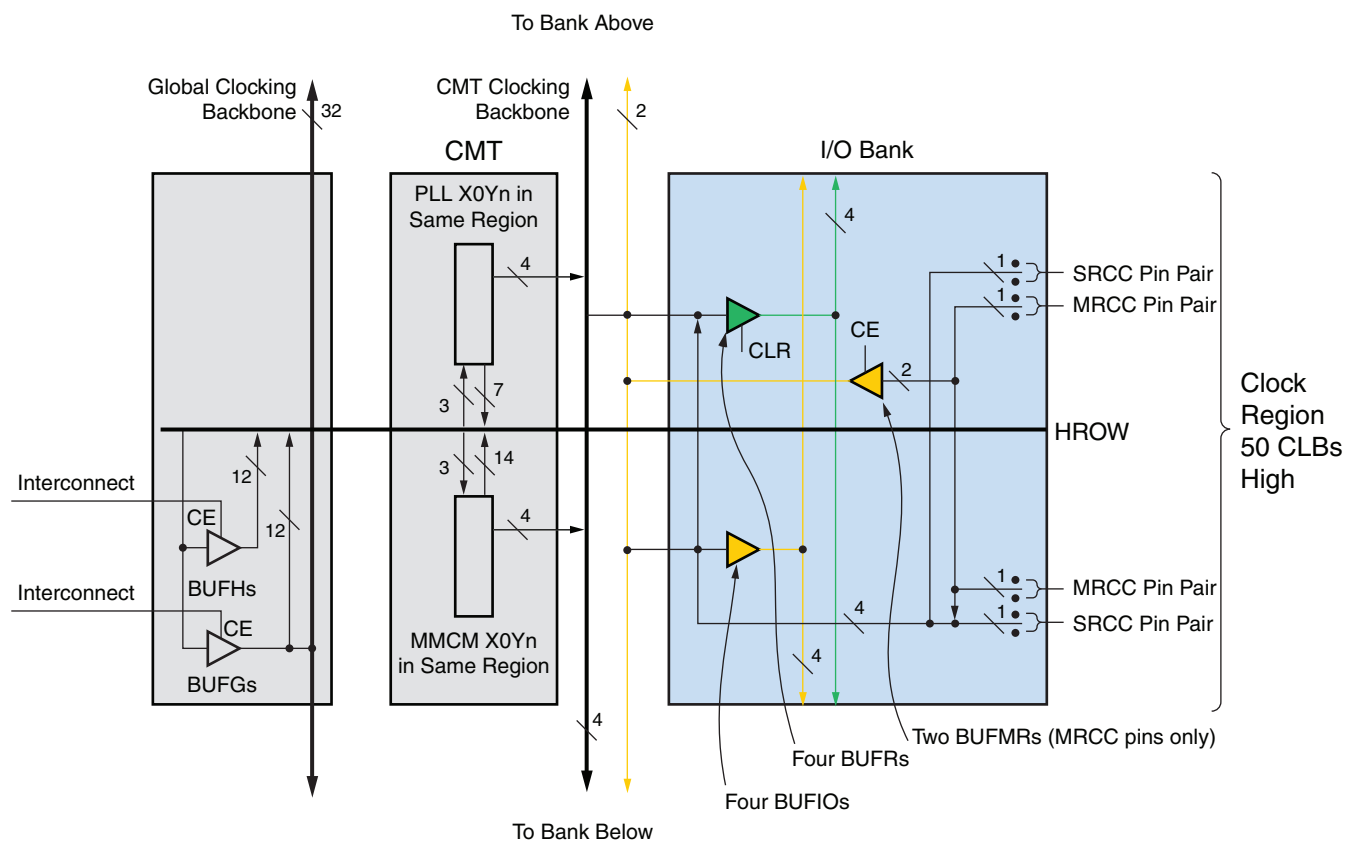 To Bank Above
Global Clocking
Backbone
32
CMT Clocking
Backbone
2
CMT
I/O Bank
PLL X0Yn in
Same Region
4
4
1
SRCC Pin Pair
1
MRCC Pin Pair
CLR
CE
2
3
7
Clock
Region
50 CLBs
High
HROW
3
14
12
Interconnect
CE
12
4
BUFHs
Interconnect
CE
1
MRCC Pin Pair
4
1
SRCC Pin Pair
MMCM X0Yn
in Same Region
4
BUFGs
4
Two BUFMRs (MRCC pins only)
Four BUFRs
Four BUFIOs
To Bank Below